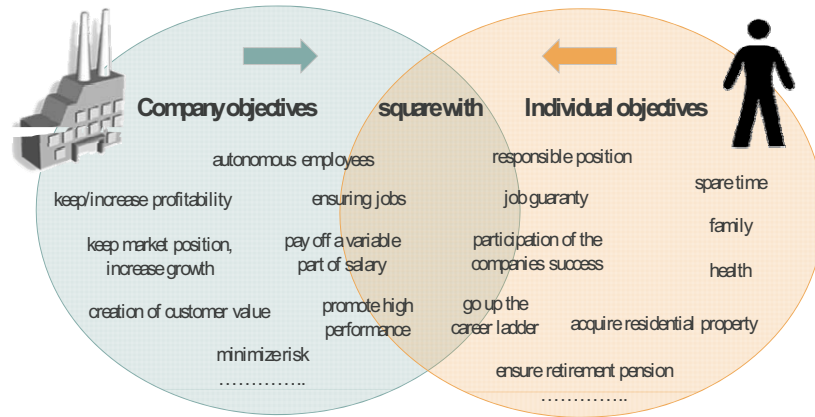 Company objectives
square with
Individual objectives
autonomous employees
responsible position
keep/increase profitability
ensuring jobs
job guaranty
spare time
keep market position,
increase growth
pay off a variable
part of salary
participation of the
companies success
family
health
creation of customer value
promote high
performance
go up the
career ladder
acquire residential property
minimize risk
…………..
ensure retirement pension
…………..